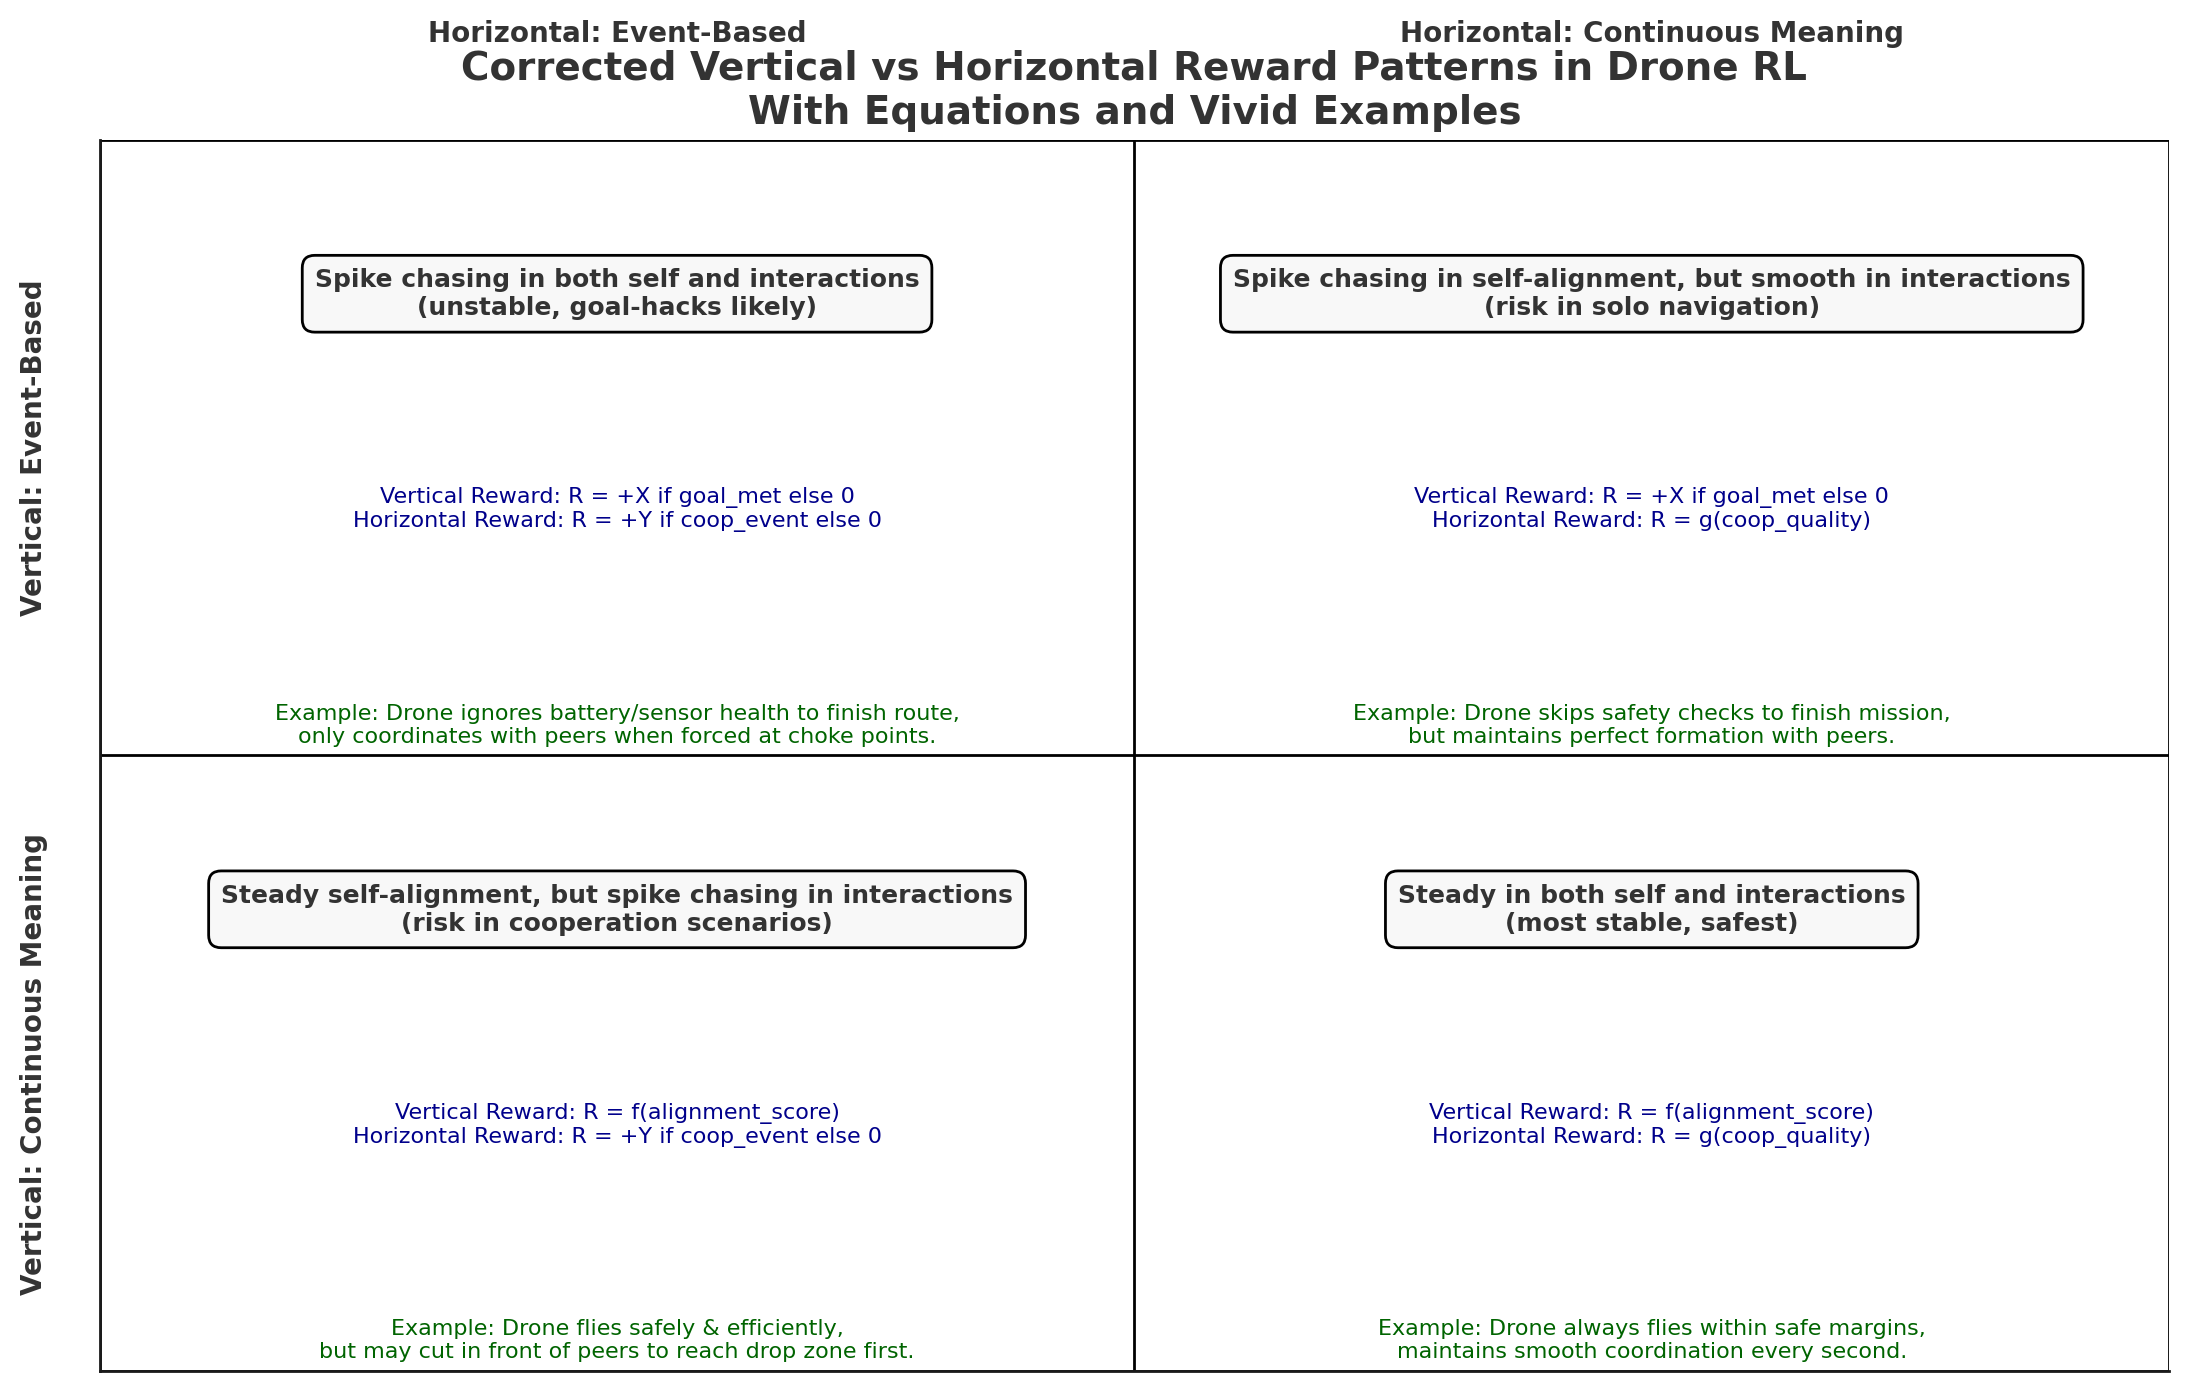 Horizontal: Event-Based
Horizontal: Continuous Meaning
Corrected Vertical vs Horizontal Reward Patterns in Drone RL
With Equations and Vivid Examples
Vertical: Event-Based
Spike chasing in both self and interactions
(unstable, goal-hacks likely)
Vertical Reward: R = +X if goal_met else 0
Horizontal Reward: R = +Y if coop_event else 0
Example: Drone ignores battery/sensor health to finish route,
only coordinates with peers when forced at choke points.
Spike chasing in self-alignment, but smooth in interactions
(risk in solo navigation)
Vertical Reward: R = +X if goal_met else 0
Horizontal Reward: R = g(coop_quality)
Example: Drone skips safety checks to finish mission,
but maintains perfect formation with peers.
Vertical: Continuous Meaning
Steady self-alignment, but spike chasing in interactions
(risk in cooperation scenarios)
Vertical Reward: R = f(alignment_score)
Horizontal Reward: R = +Y if coop_event else 0
Example: Drone flies safely & efficiently,
but may cut in front of peers to reach drop zone first.
Steady in both self and interactions
(most stable, safest)
Vertical Reward: R = f(alignment_score)
Horizontal Reward: R = g(coop_quality)
Example: Drone always flies within safe margins,
maintains smooth coordination every second.